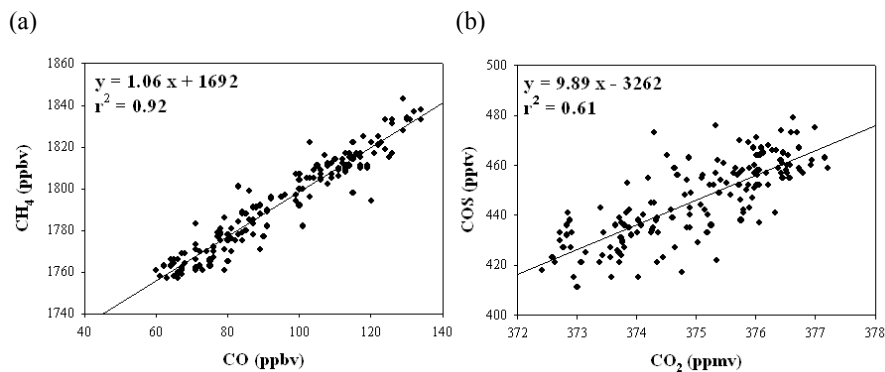 (a)
(b)
y = 1.06 x + 1692
r² = 0.92
1860
1840
1820
1800
1780
1760
1740
CH₄ (ppbv)
40
60
80
100
120
140
CO (ppbv)
y = 9.89 x - 3262
r² = 0.61
500
480
460
440
420
400
COS (pptv)
372
373
374
375
376
377
378
CO₂ (ppmv)